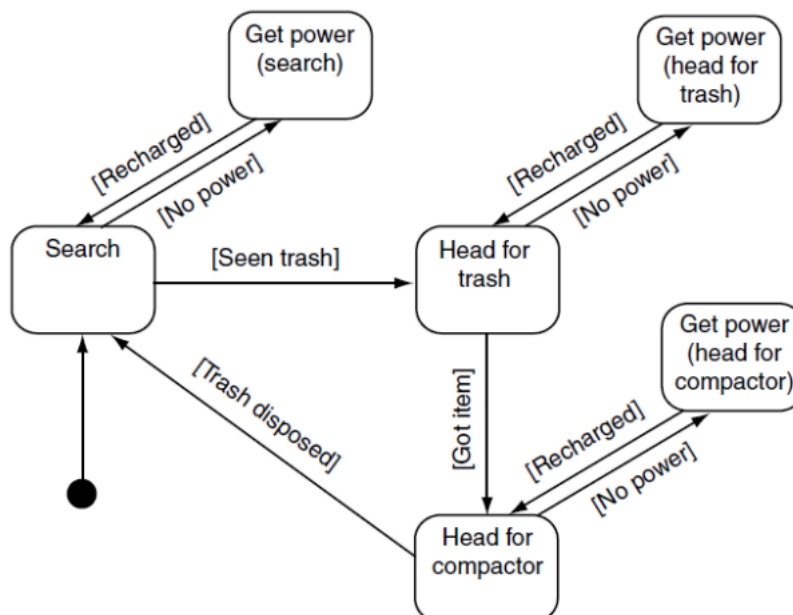 Get power
(search)
Get power
(head for
trash)
[Recharged]
[No power]
[Recharged]
[No power]
Search
[Seen trash]
Head for
trash
Get power
(head for
compactor)
[Trash disposed]
[Got item]
[Recharged]
[No power]
Head for
compactor